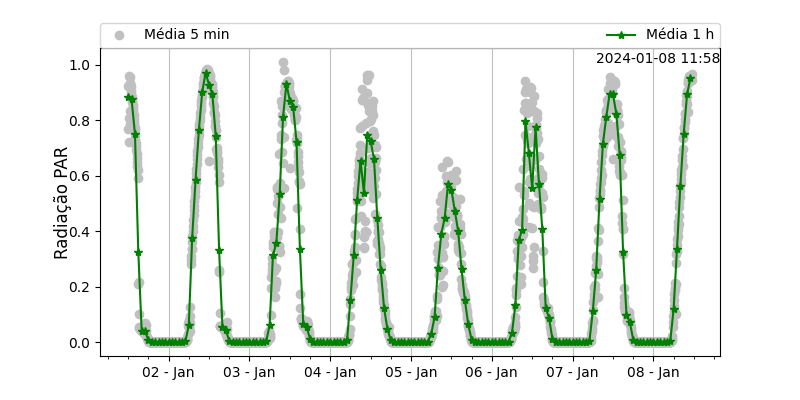 Média 5 min
Média 1 h
2024-01-08 11:58
Radiação PAR
1.0
0.8
0.6
0.4
0.2
0.0
02 - Jan
03 - Jan
04 - Jan
05 - Jan
06 - Jan
07 - Jan
08 - Jan